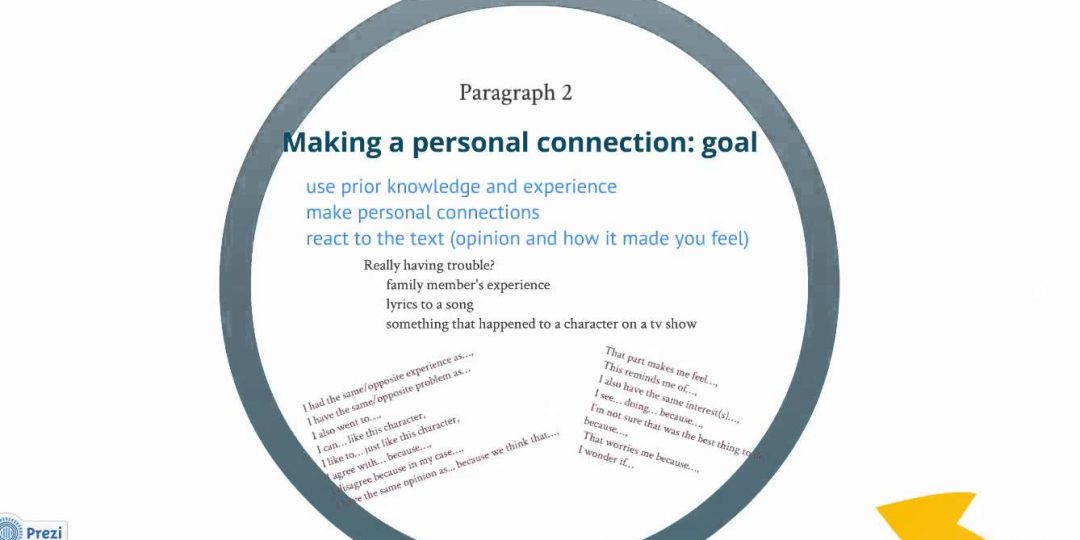 Paragraph 2
Making a personal connection: goal
use prior knowledge and experience
make personal connections
react to the text (opinion and how it made you feel)
Really having trouble?
family member's experience
lyrics to a song
something that happened to a character on a tv show
I had the same/opposite experience as...,
I have the same/opposite problem as...
I also went to...,
I can... like this character,
I like to... just like this character,
I agree with... because...,
I disagree because in my case...,
the same opinion as... because we think that...,
That part makes me feel...,
This reminds me of...,
I also have the same interest(s)...,
I see... doing... because...,
I'm not sure that was the best thing to
because...,
That worries me because...,
I wonder if...
Prezi